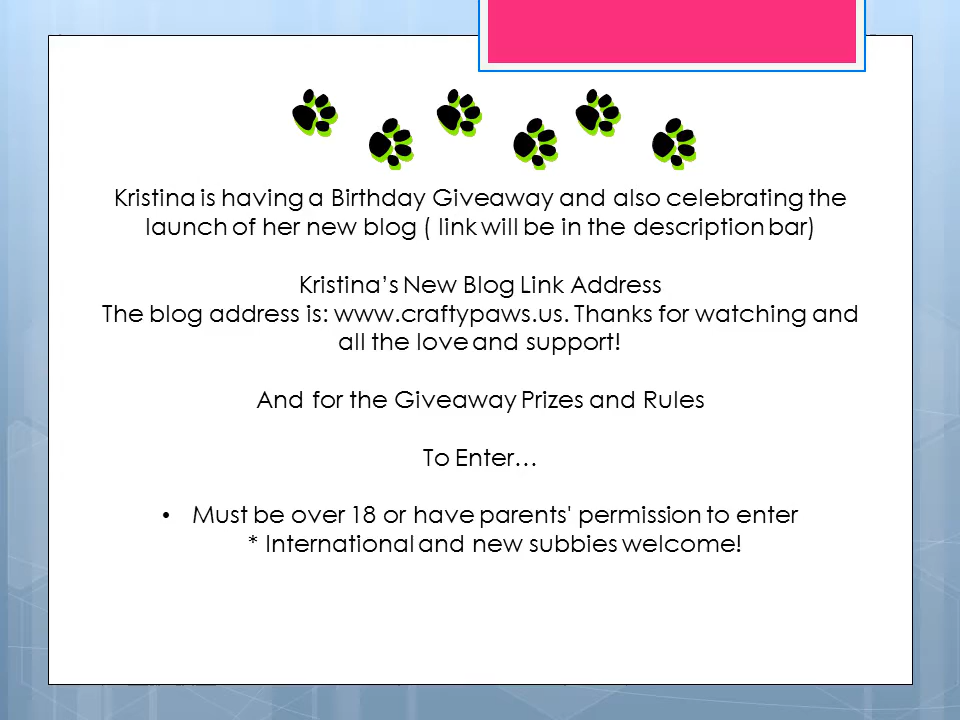 Kristina is having a Birthday Giveaway and also celebrating the
launch of her new blog ( link will be in the description bar)
Kristina’s New Blog Link Address
The blog address is: www.craftypaws.us. Thanks for watching and
all the love and support!
And for the Giveaway Prizes and Rules
To Enter…
• Must be over 18 or have parents' permission to enter
* International and new subbies welcome!